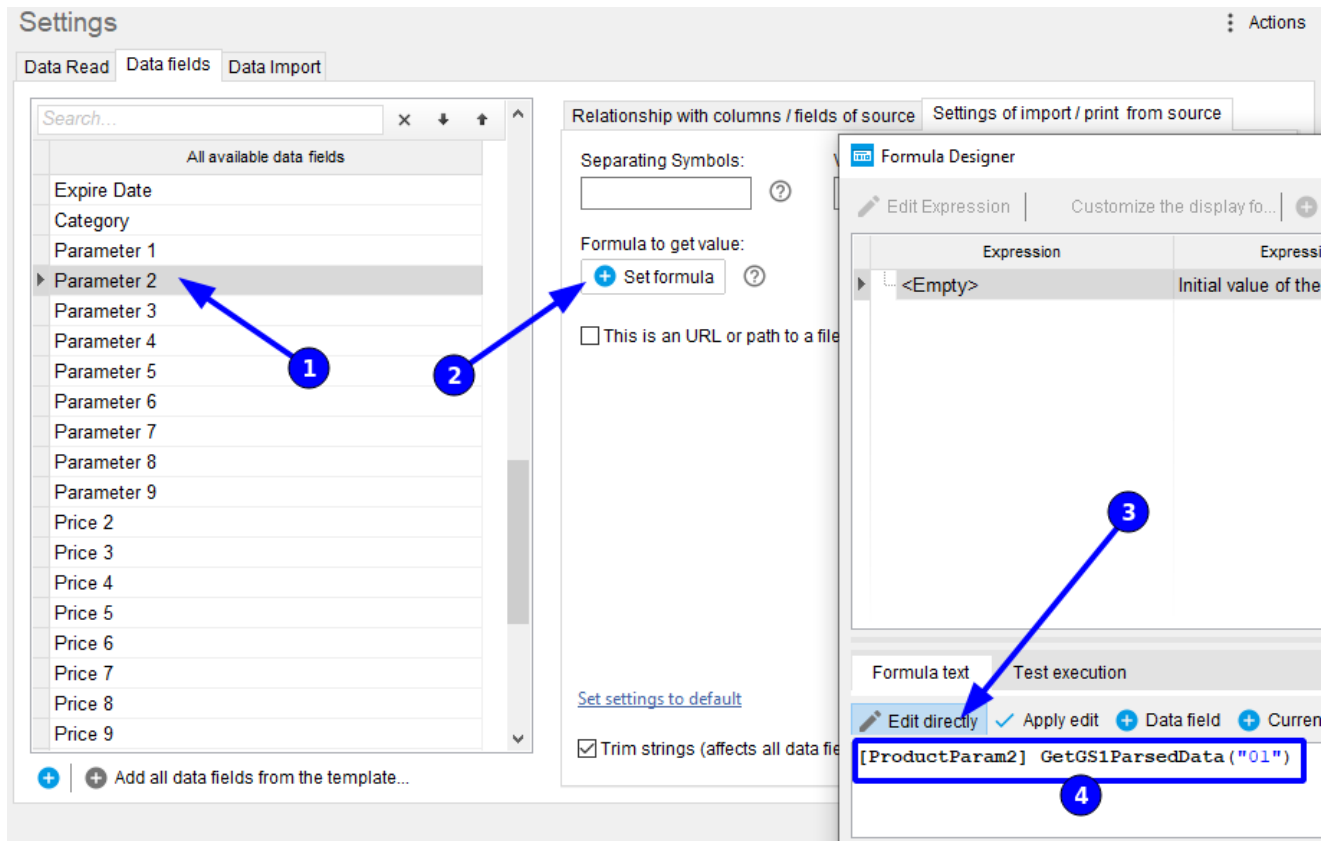 Settings
Actions
Data Read Data fields Data Import
Search...
All available data fields
Expire Date
Category
Parameter 1
Parameter 2
Parameter 3
Parameter 4
Parameter 5
Parameter 6
Parameter 7
Parameter 8
Parameter 9
Price 2
Price 3
Price 4
Price 5
Price 6
Price 7
Price 8
Price 9
Add all data fields from the template...
Relationship with columns / fields of source Settings of import / print from source
Separating Symbols:
Formula to get value:
Set formula
This is an URL or path to a file
Set settings to default
Trim strings (affects all data fie
Formula Designer
Edit Expression Customize the display fo...
Expression Expressi
<Empty> Initial value of the
Formula text Test execution
Edit directly Apply edit Data field Curren
[ProductParam2] GetGS1ParsedData("01")
1
2
3
4